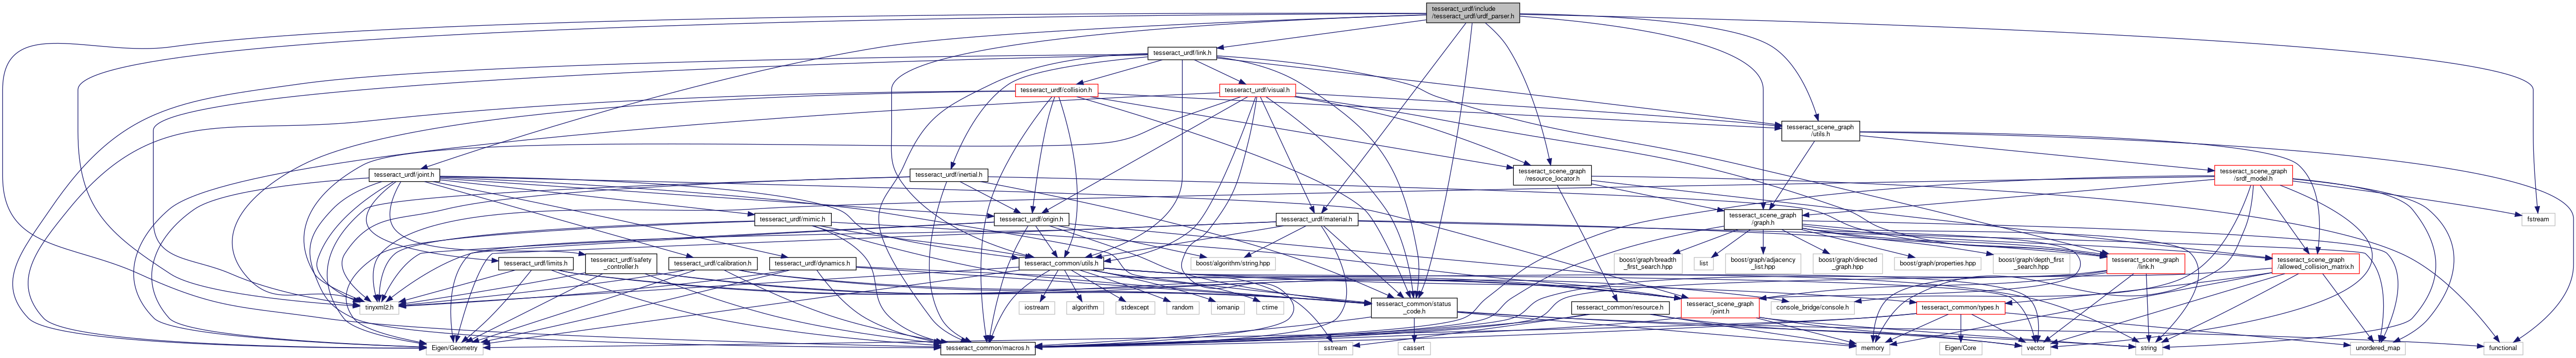 tesseract_urdf/include
/tesseract_urdf/urdf_parser.h
tesseract_urdf/link.h
tesseract_urdf/collision.h
tesseract_urdf/visual.h
tesseract_scene_graph
/utils.h
tesseract_urdf/joint.h
tesseract_urdf/inertial.h
tesseract_scene_graph
/resource_locator.h
tesseract_scene_graph
/srdf_model.h
tesseract_urdf/mimic.h
tesseract_urdf/origin.h
tesseract_urdf/material.h
tesseract_scene_graph
/graph.h
fstream
tesseract_urdf/limits.h
tesseract_urdf/safety
_controller.h
tesseract_urdf/calibration.h
tesseract_urdf/dynamics.h
tesseract_common/utils.h
boost/algorithm/string.hpp
boost/graph/breadth
_first_search.hpp
list
boost/graph/adjacency
_list.hpp
boost/graph/directed
_graph.hpp
boost/graph/properties.hpp
boost/graph/depth_first
_search.hpp
tesseract_scene_graph
/link.h
tesseract_scene_graph
/allowed_collision_matrix.h
tinyxml2.h
iostream
algorithm
stdexcept
random
iomanip
ctime
tesseract_common/status
_code.h
tesseract_common/resource.h
tesseract_scene_graph
/joint.h
console_bridge/console.h
tesseract_common/types.h
Eigen/Geometry
tesseract_common/macros.h
sstream
cassert
memory
Eigen/Core
vector
string
unordered_map
functional